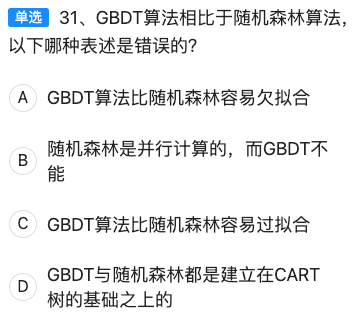 单选 31、GBDT算法相比于随机森林算法，
以下哪种表述是错误的?
A GBDT算法比随机森林容易欠拟合
随机森林是并行计算的，而GBDT不
B
能
C GBDT算法比随机森林容易过拟合
GBDT与随机森林都是建立在CART
D
树的基础之上的